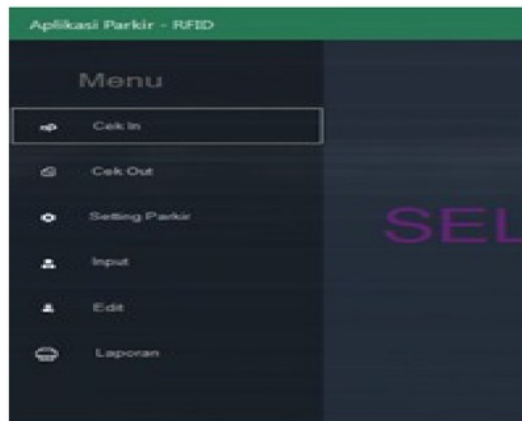 Aplikasi Parkir - RFID
Menu
Cek In
Cek Out
Setting Parkir
Input
Edit
Laporan
SEL